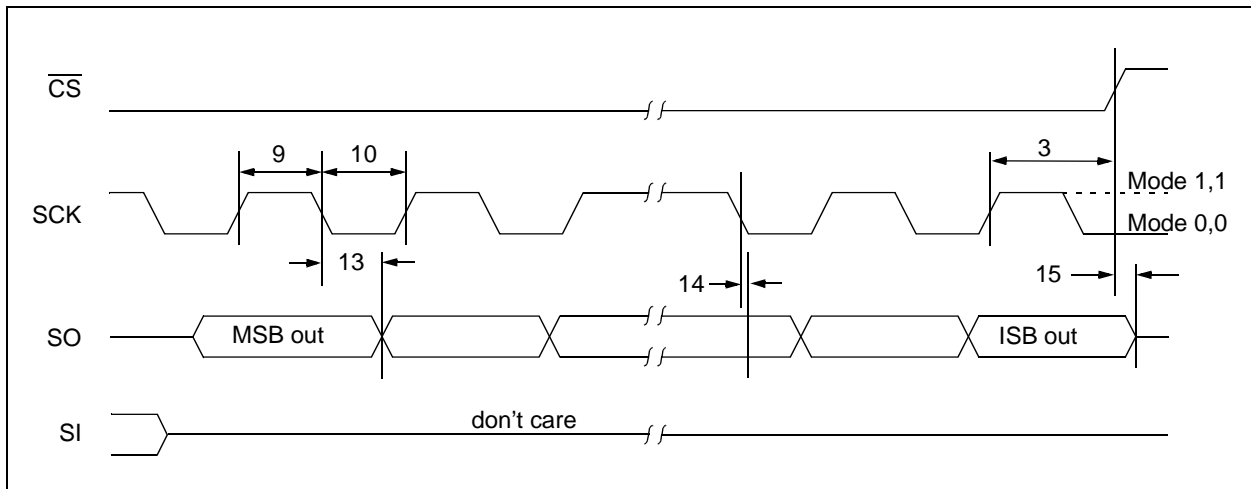 CS
9
10
3
Mode 1,1
SCK
Mode 0,0
13
14
15
SO
MSB out
ISB out
don't care
SI